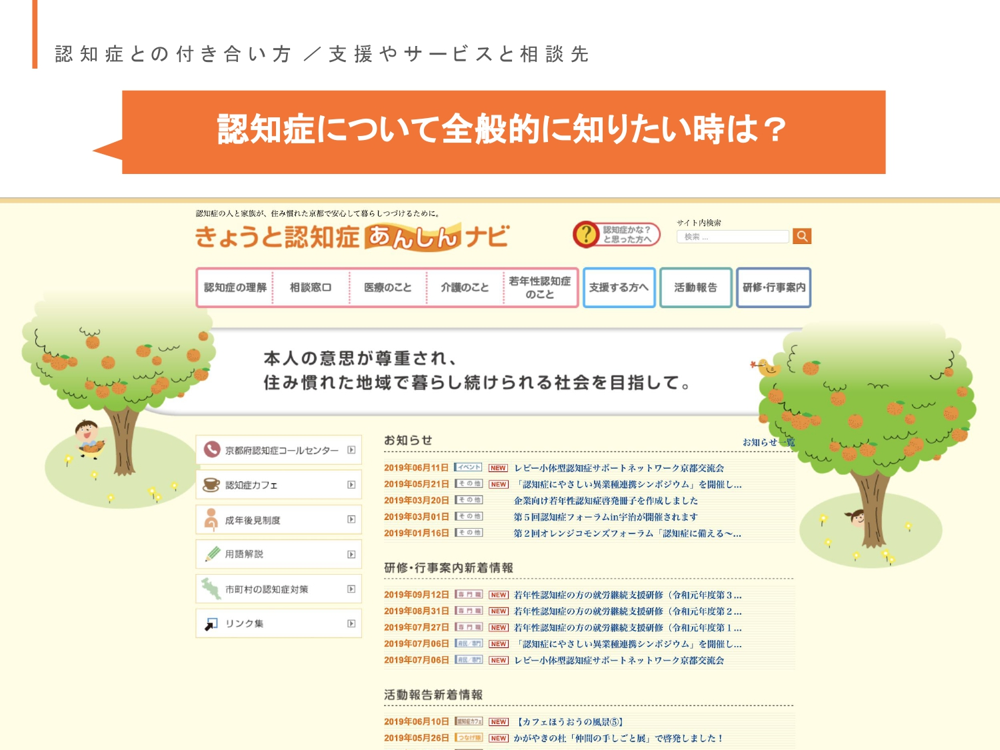 認知症との付き合い方 ／支援やサービスと相談先
認知症について全般的に知りたい時は？
認知症の人と家族が、住み慣れた京都で安心して暮らしつづけるために。
きょうと認知症あんしんナビ
?
認知症かな？
と思った方へ
サイト内検索
検索 ...
認知症の理解
相談窓口
医療のこと
介護のこと
若年性認知症
のこと
支援する方へ
活動報告
研修・行事案内
本人の意思が尊重され、
住み慣れた地域で暮らし続けられる社会を目指して。
京都府認知症コールセンター
認知症カフェ
成年後見制度
用語解説
市町村の認知症対策
リンク集
お知らせ
お知らせ一覧
2019年06月11日 イベント NEW レビー小体型認知症サポートネットワーク京都交流会
2019年05月21日 その他 NEW 「認知症にやさしい異業種連携シンポジウム」を開催し...
2019年03月20日 その他 企業向け若年性認知症啓発冊子を作成しました
2019年03月01日 その他 第５回認知症フォーラムin宇治が開催されます
2019年01月16日 その他 第２回オレンジコモンズフォーラム「認知症に備える〜...
研修・行事案内新着情報
2019年09月12日 専門職 NEW 若年性認知症の方の就労継続支援研修（令和元年度第３...
2019年08月31日 専門職 NEW 若年性認知症の方の就労継続支援研修（令和元年度第２...
2019年07月27日 専門職 NEW 若年性認知症の方の就労継続支援研修（令和元年度第１...
2019年07月06日 NEW 「認知症にやさしい異業種連携シンポジウム」を開催し...
2019年07月06日 NEW レビー小体型認知症サポートネットワーク京都交流会
活動報告新着情報
2019年06月10日 認知症カフェ NEW 【カフェほうおうの風景⑤】
2019年05月26日 NEW かがやきの杜「仲間の手しごと展」で啓発しました！